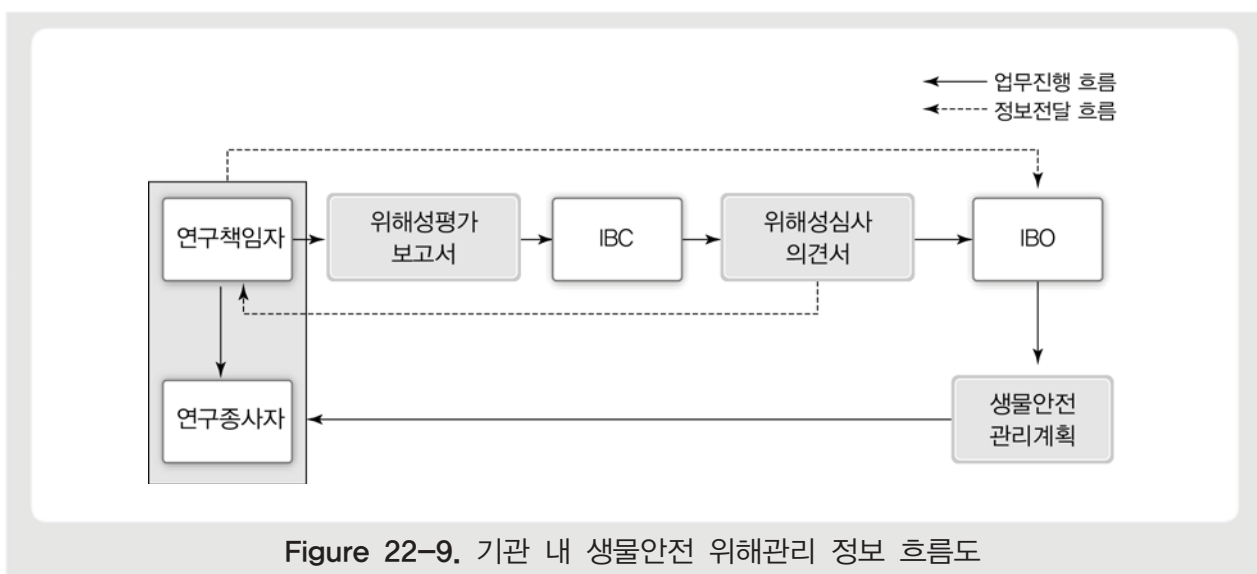 업무진행 흐름
정보전달 흐름
연구책임자
위해성평가
보고서
IBC
위해성심사
의견서
IBO
연구종사자
생물안전
관리계획
Figure 22-9. 기관 내 생물안전 위해관리 정보 흐름도